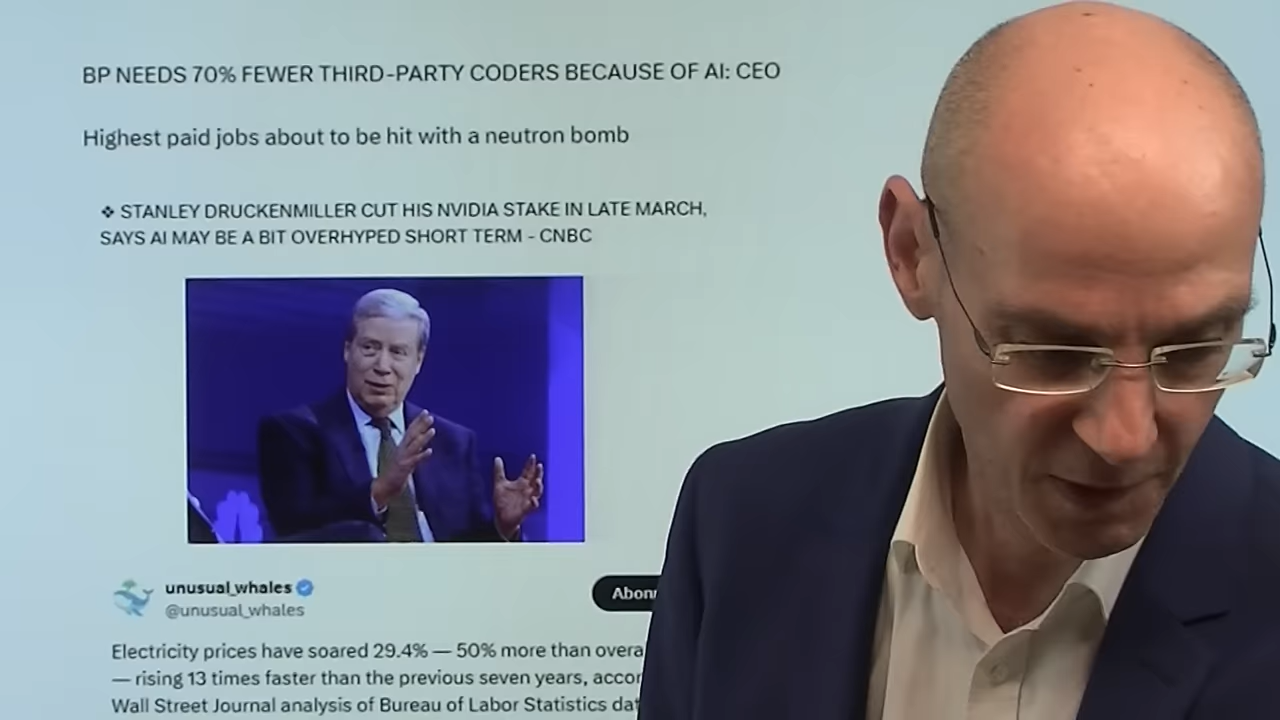 BP NEEDS 70% FEWER THIRD-PARTY CODERS BECAUSE OF AI: CEO
Highest paid jobs about to be hit with a neutron bomb
❖ STANLEY DRUCKENMILLER CUT HIS NVIDIA STAKE IN LATE MARCH,
SAYS AI MAY BE A BIT OVERHYPED SHORT TERM - CNBC
unusual_whales
@unusual_whales
Abonn
Electricity prices have soared 29.4% — 50% more than overa
— rising 13 times faster than the previous seven years, accor
Wall Street Journal analysis of Bureau of Labor Statistics dat